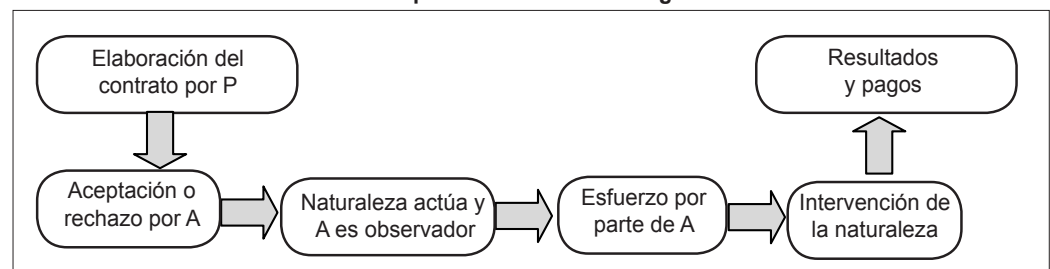 Elaboración del
contrato por P
Aceptación o
rechazo por A
Naturaleza actúa y
A es observador
Esfuerzo por
parte de A
Intervención de
la naturaleza
Resultados
y pagos